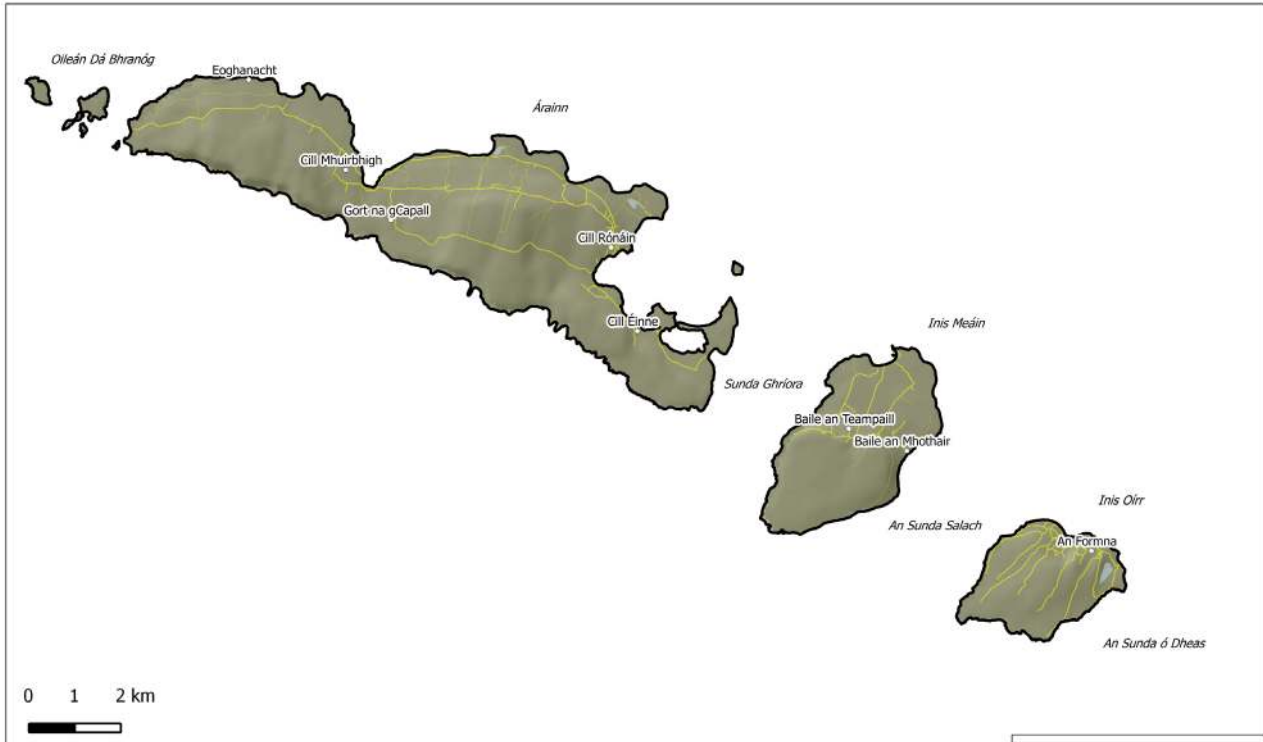 Oileán Dá Bhranóg
Eoghanacht
Árainn
Cill Mhuirbhigh
Gort na gCapall
Cill Rónáin
Cill Éinne
Inis Meáin
Sunda Ghríora
Baile an Teampaill
Baile an Mhothair
Inis Oírr
An Sunda Salach
An Formna
An Sunda ó Dheas
0 1 2 km